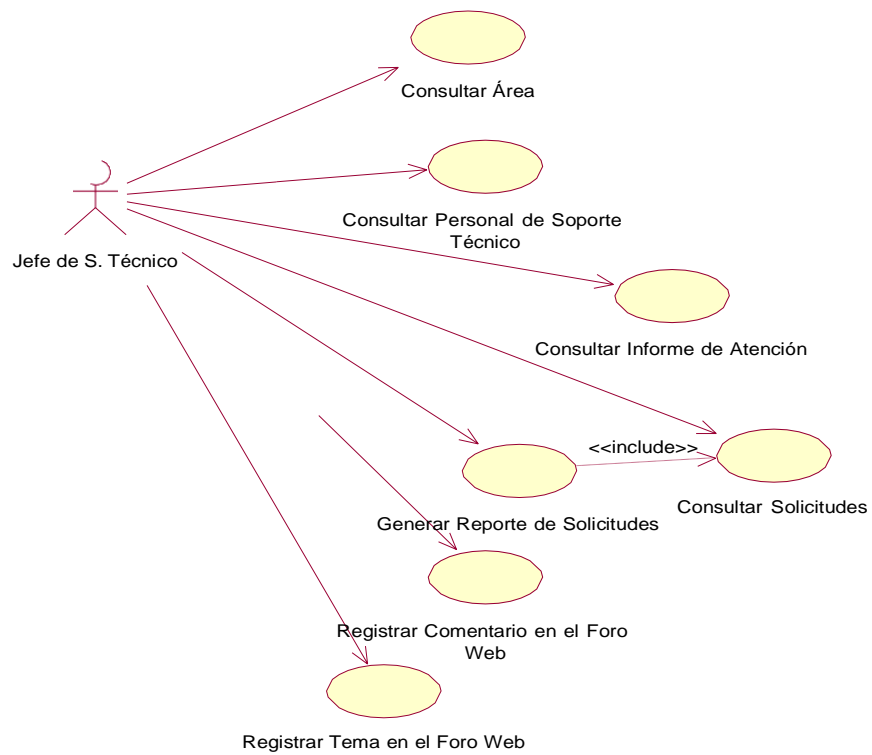 Consultar Área
Consultar Personal de Soporte
Técnico
Jefe de S. Técnico
Consultar Informe de Atención
<<include>>
Consultar Solicitudes
Generar Reporte de Solicitudes
Registrar Comentario en el Foro
Web
Registrar Tema en el Foro Web